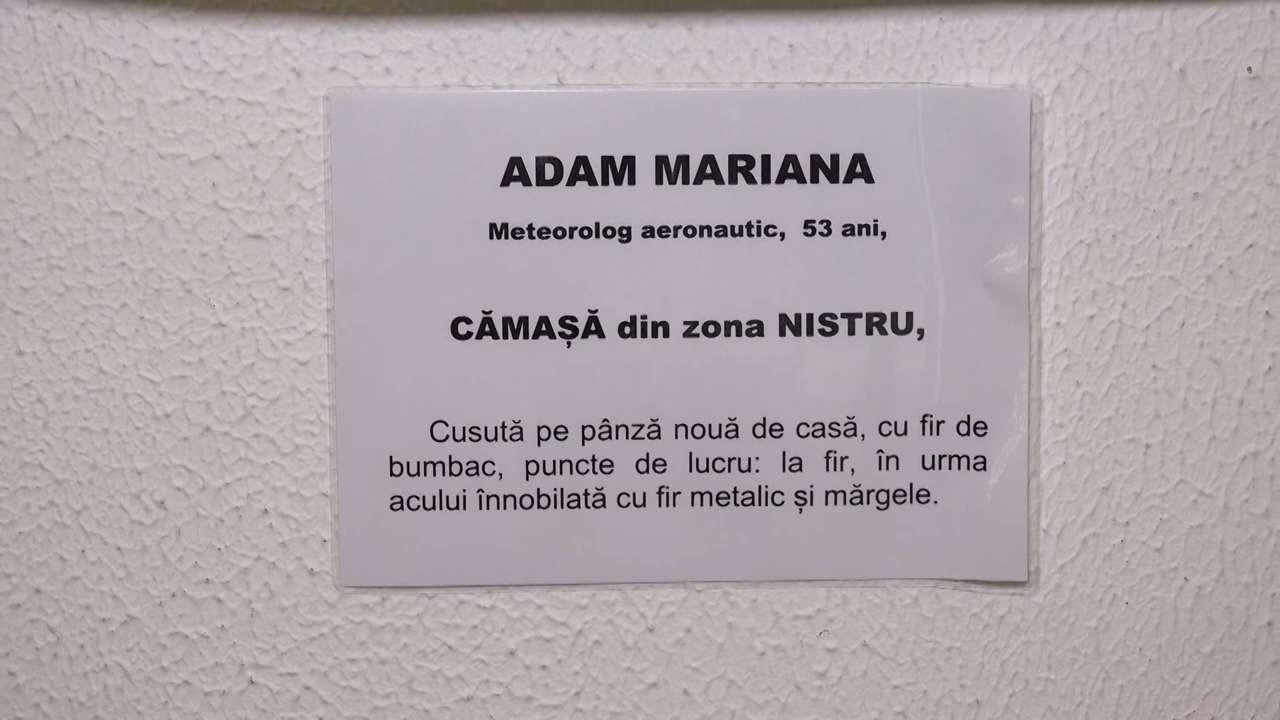 ADAM MARIANA
Meteorolog aeronautic, 53 ani,
CĂMAȘĂ din zona NISTRU,
Cusută pe pânză nouă de casă, cu fir de
bumbac, puncte de lucru: la fir, în urma
acului înnobilată cu fir metalic și mărgele.